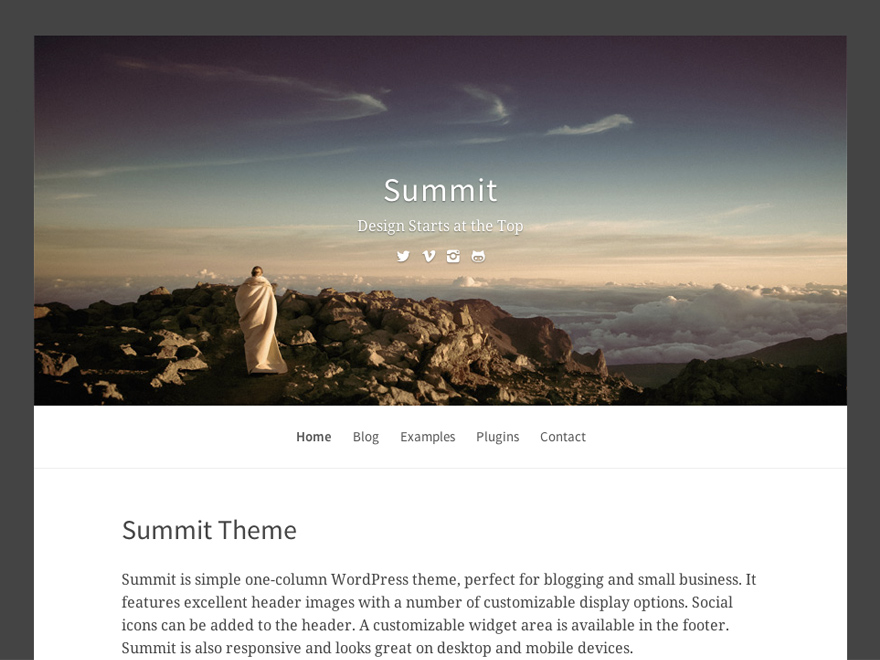 Summit
Design Starts at the Top
Home Blog Examples Plugins Contact
Summit Theme
Summit is simple one-column WordPress theme, perfect for blogging and small business. It
features excellent header images with a number of customizable display options. Social
icons can be added to the header. A customizable widget area is available in the footer.
Summit is also responsive and looks great on desktop and mobile devices.